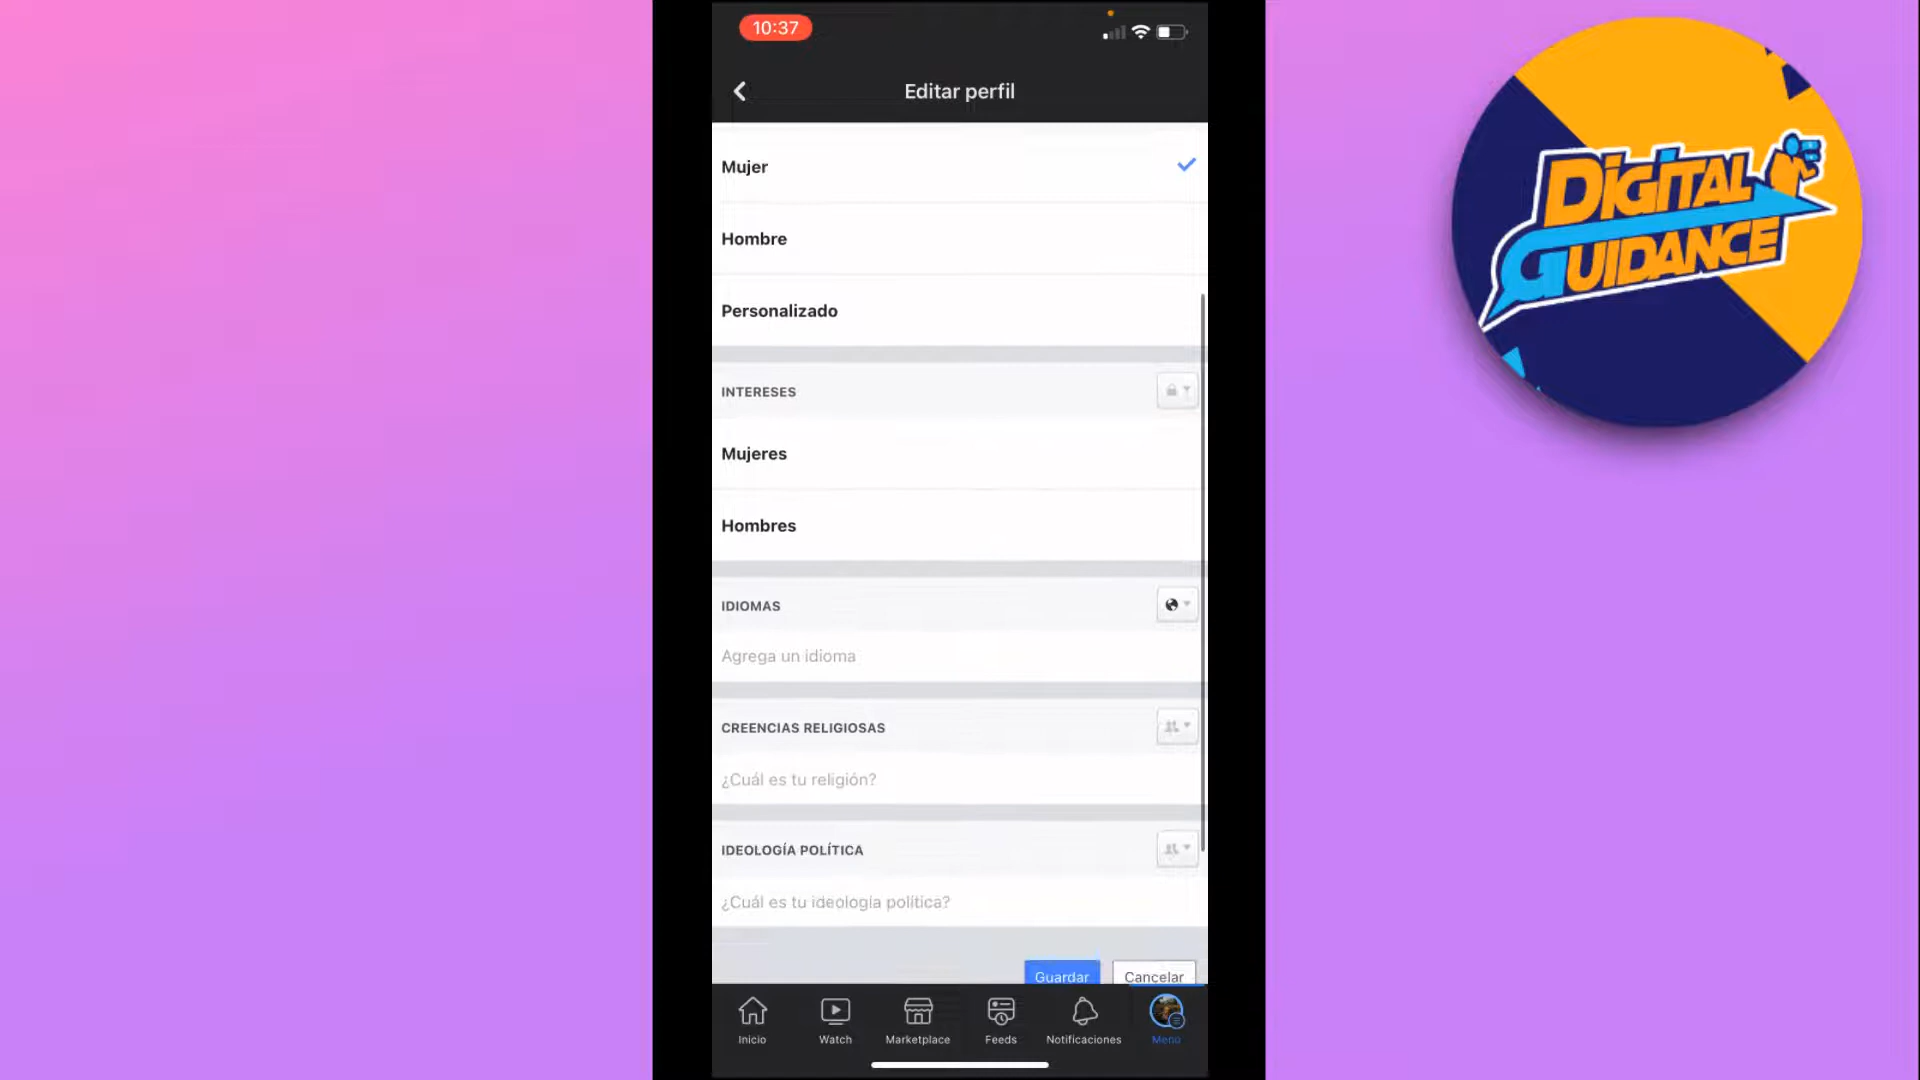 10:37
Editar perfil
Mujer
Hombre
Personalizado
INTERESES
Mujeres
Hombres
IDIOMAS
Agrega un idioma
CREENCIAS RELIGIOSAS
¿Cuál es tu religión?
IDEOLOGÍA POLÍTICA
¿Cuál es tu ideología política?
Guardar Cancelar
Inicio Watch Marketplace Feeds Notificaciones Menú
DiGiTAL
GUIDANCE